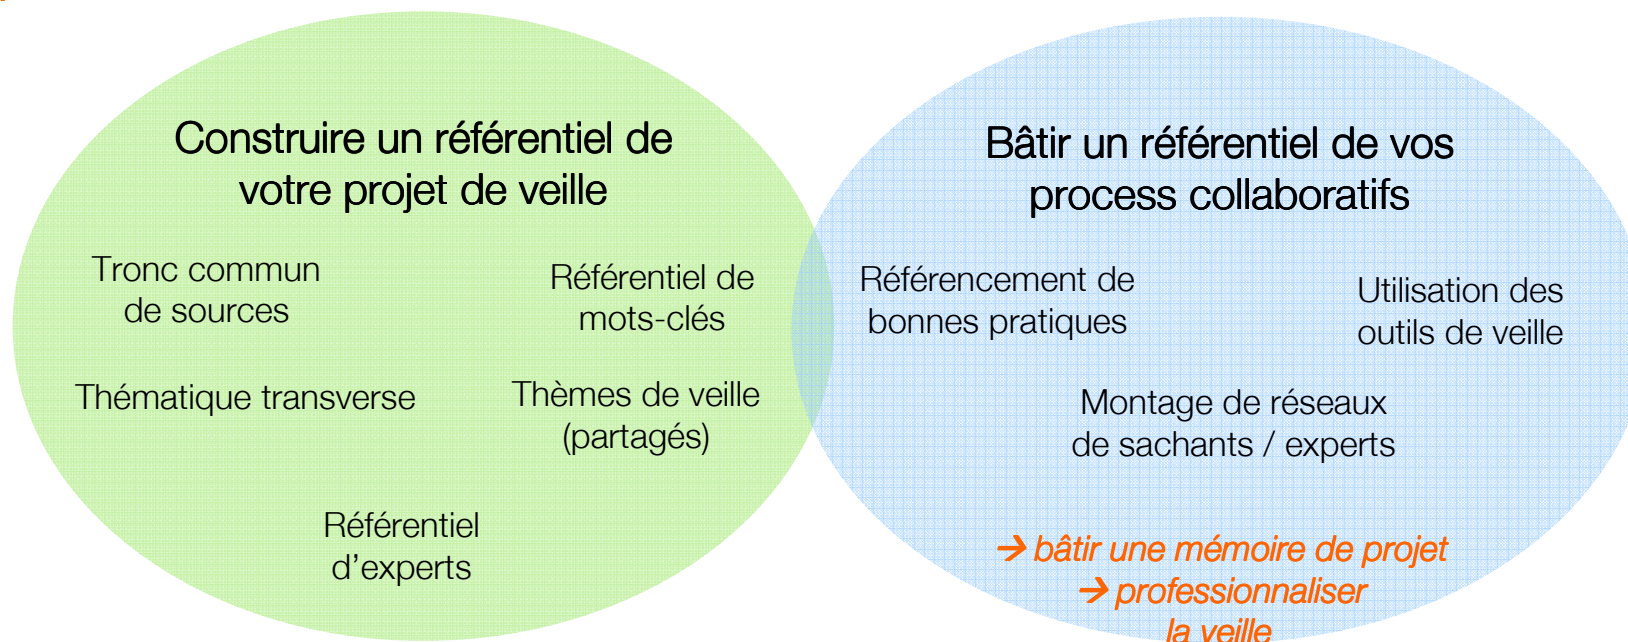 Construire un référentiel de
votre projet de veille
Tronc commun
de sources
Référentiel de
mots-clés
Thématique transverse
Thèmes de veille
(partagés)
Référentiel
d’experts
Bâtir un référentiel de vos
process collaboratifs
Référencement de
bonnes pratiques
Utilisation des
outils de veille
Montage de réseaux
de sachants / experts
→ bâtir une mémoire de projet
→ professionnaliser
la veille